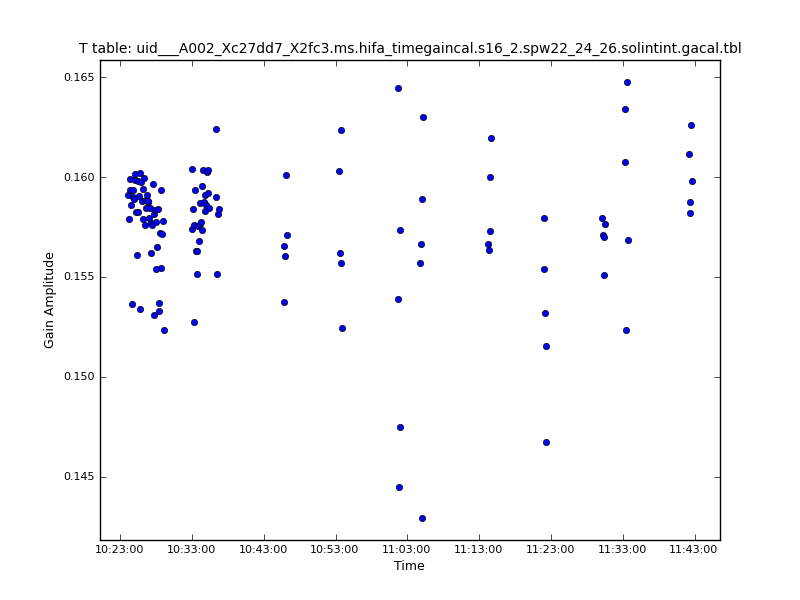 T table: uid___A002_Xc27dd7_X2fc3.ms.hifa_timegaincal.s16_2.spw22_24_26.solintint.gacal.tbl
0.165
0.160
0.155
0.150
0.145
Gain Amplitude
10:23:00 10:33:00 10:43:00 10:53:00 11:03:00 11:13:00 11:23:00 11:33:00 11:43:00
Time